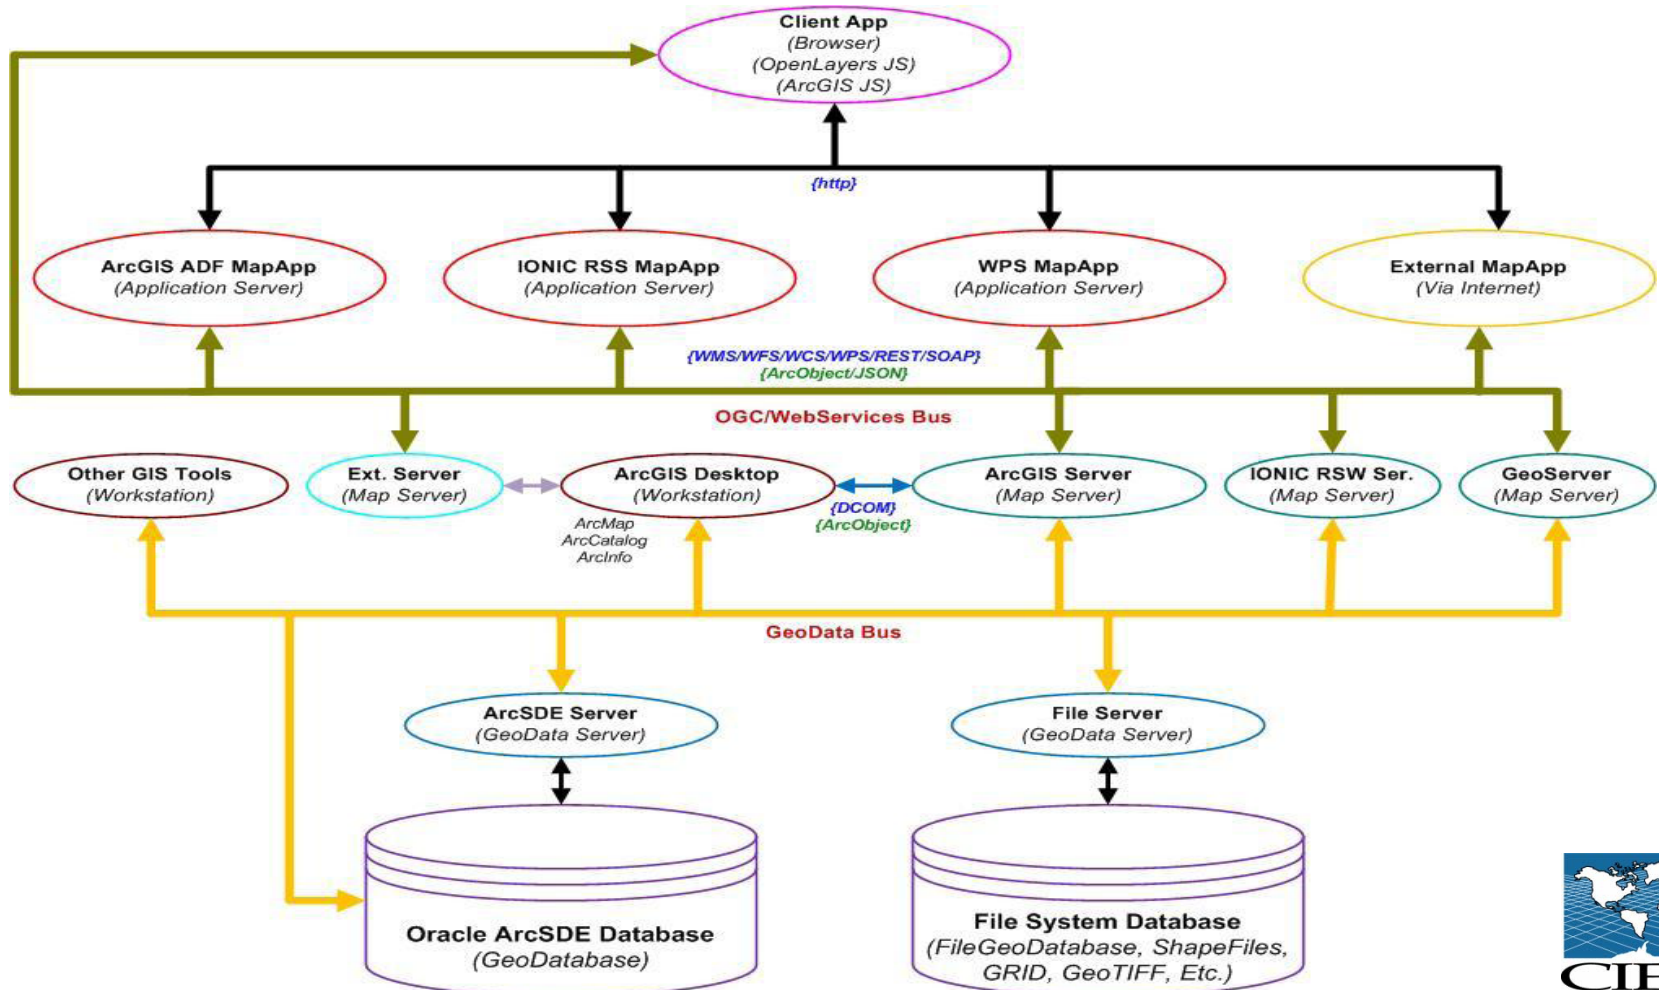 Client App
(Browser)
(OpenLayers JS)
(ArcGIS JS)
{http}
ArcGIS ADF MapApp
(Application Server)
IONIC RSS MapApp
(Application Server)
WPS MapApp
(Application Server)
External MapApp
(Via Internet)
{WMS/WFS/WCS/WPS/REST/SOAP}
{ArcObject/JSON}
OGC/WebServices Bus
Other GIS Tools
(Workstation)
Ext. Server
(Map Server)
ArcGIS Desktop
(Workstation)
ArcGIS Server
(Map Server)
IONIC RSW Ser.
(Map Server)
GeoServer
(Map Server)
{DCOM}
{ArcObject}
ArcMap
ArcCatalog
ArcInfo
GeoData Bus
ArcSDE Server
(GeoData Server)
File Server
(GeoData Server)
Oracle ArcSDE Database
(GeoDatabase)
File System Database
(FileGeoDatabase, ShapeFiles,
GRID, GeoTIFF, Etc.)